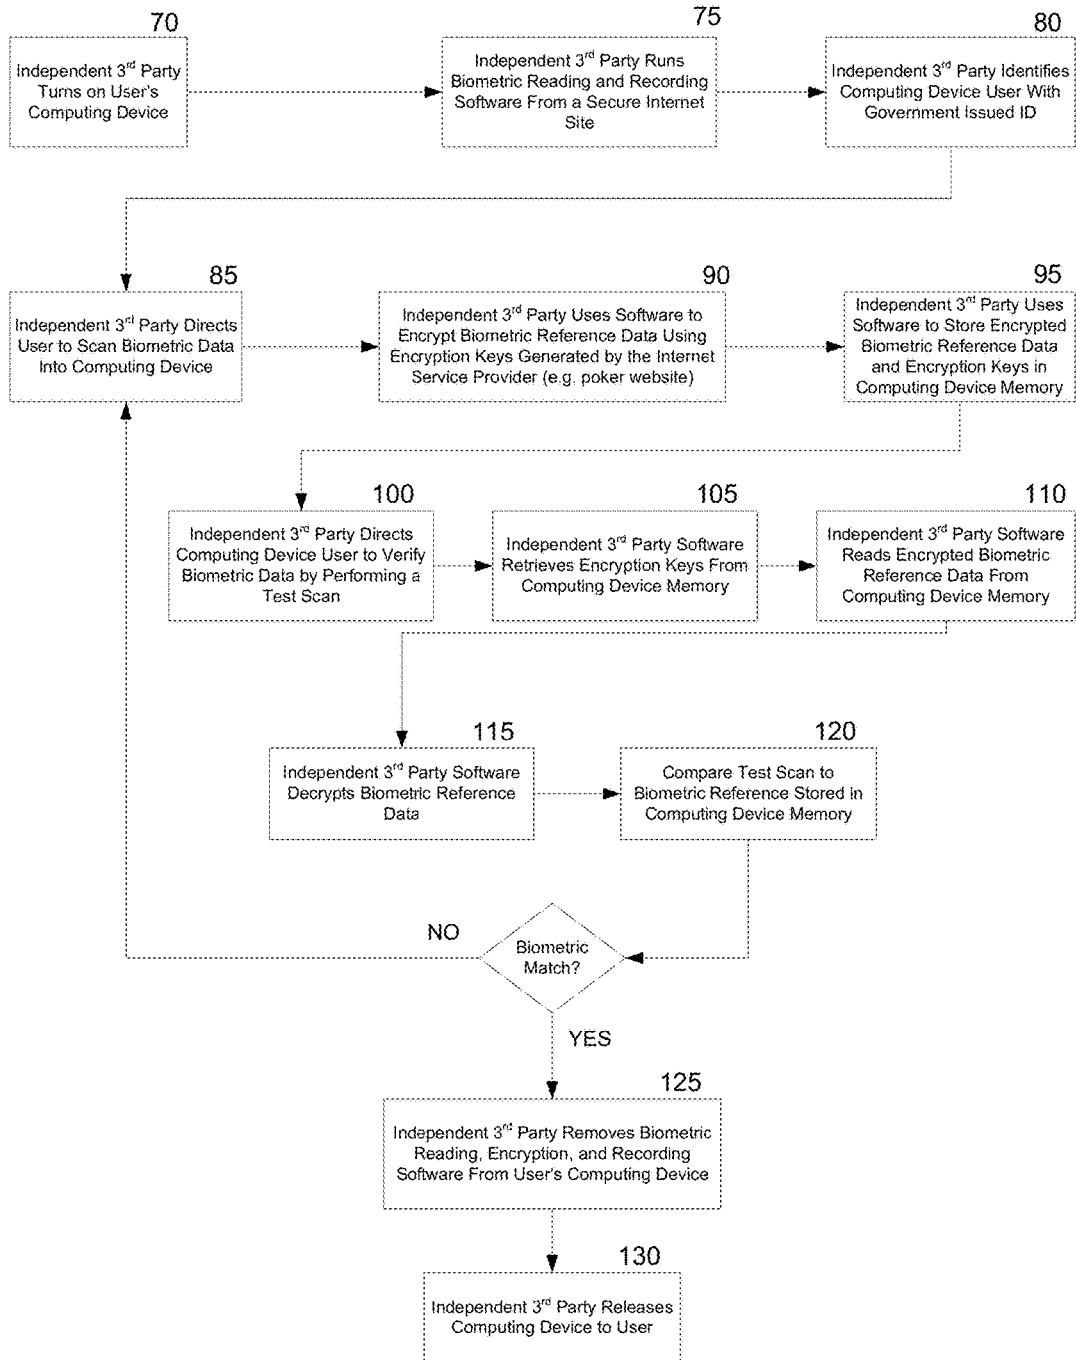 70
Independent 3rd Party
Turns on User's
Computing Device
75
Independent 3rd Party Runs
Biometric Reading and Recording
Software From a Secure Internet
Site
80
Independent 3rd Party Identifies
Computing Device User With
Government Issued ID
85
Independent 3rd Party Directs
User to Scan Biometric Data
Into Computing Device
90
Independent 3rd Party Uses Software to
Encrypt Biometric Reference Data Using
Encryption Keys Generated by the Internet
Service Provider (e.g. poker website)
95
Independent 3rd Party Uses
Software to Store Encrypted
Biometric Reference Data
and Encryption Keys in
Computing Device Memory
100
Independent 3rd Party Directs
Computing Device User to Verify
Biometric Data by Performing a
Test Scan
105
Independent 3rd Party Software
Retrieves Encryption Keys From
Computing Device Memory
110
Independent 3rd Party Software
Reads Encrypted Biometric
Reference Data From
Computing Device Memory
115
Independent 3rd Party Software
Decrypts Biometric Reference
Data
120
Compare Test Scan to
Biometric Reference Stored in
Computing Device Memory
NO
Biometric
Match?
YES
125
Independent 3rd Party Removes Biometric
Reading, Encryption, and Recording
Software From User's Computing Device
130
Independent 3rd Party Releases
Computing Device to User